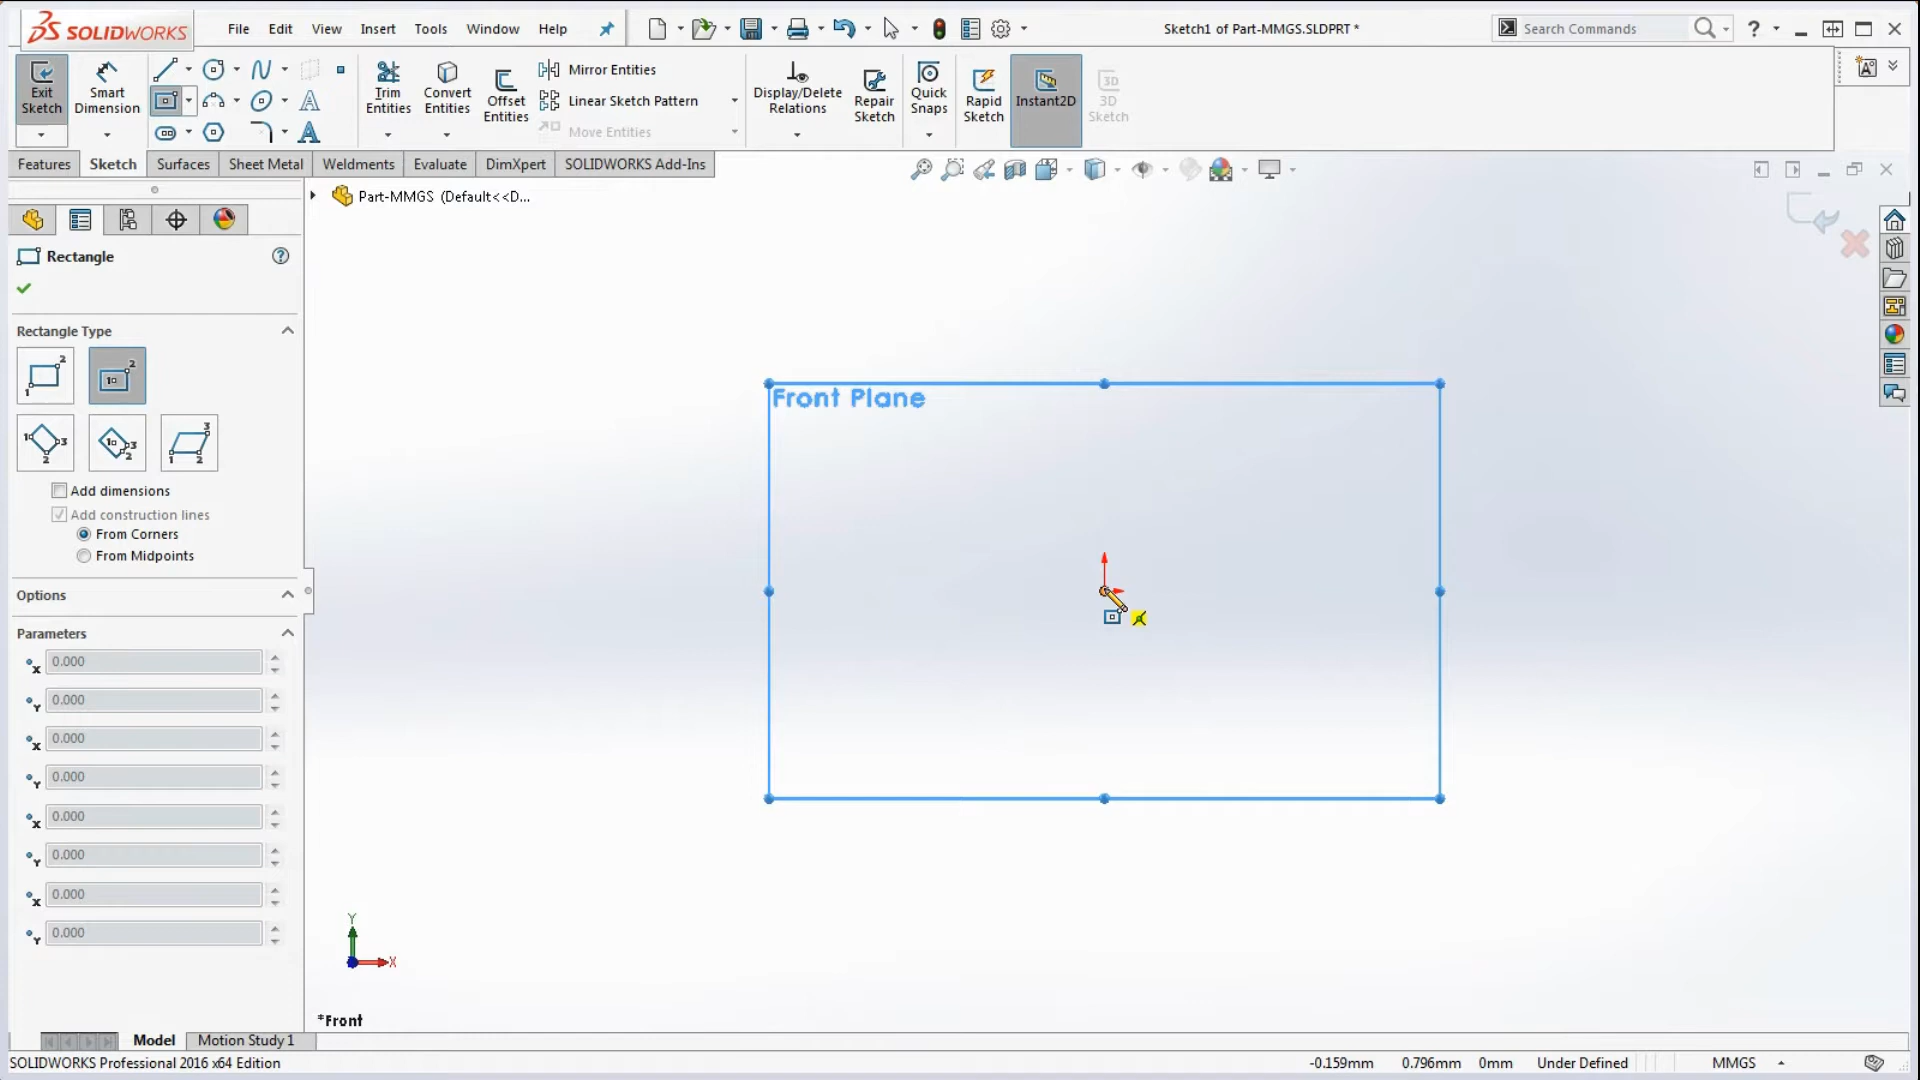 SOLIDWORKS
File Edit View Insert Tools Window Help
Sketch1 of Part-MMGS.SLDPRT *
Search Commands
Exit Sketch
Smart Dimension
Trim Entities
Convert Entities
Offset Entities
Mirror Entities
Linear Sketch Pattern
Move Entities
Display/Delete Relations
Repair Sketch
Quick Snaps
Rapid Sketch
Instant2D
3D Sketch
Features Sketch Surfaces Sheet Metal Weldments Evaluate DimXpert SOLIDWORKS Add-Ins
Part-MMGS (Default<<D...
Rectangle
Rectangle Type
Add dimensions
Add construction lines
From Corners
From Midpoints
Options
Parameters
X 0.000
Y 0.000
X 0.000
Y 0.000
X 0.000
Y 0.000
X 0.000
Y 0.000
Front Plane
Y
X
*Front
Model Motion Study 1
SOLIDWORKS Professional 2016 x64 Edition
-0.159mm 0.796mm 0mm Under Defined MMGS